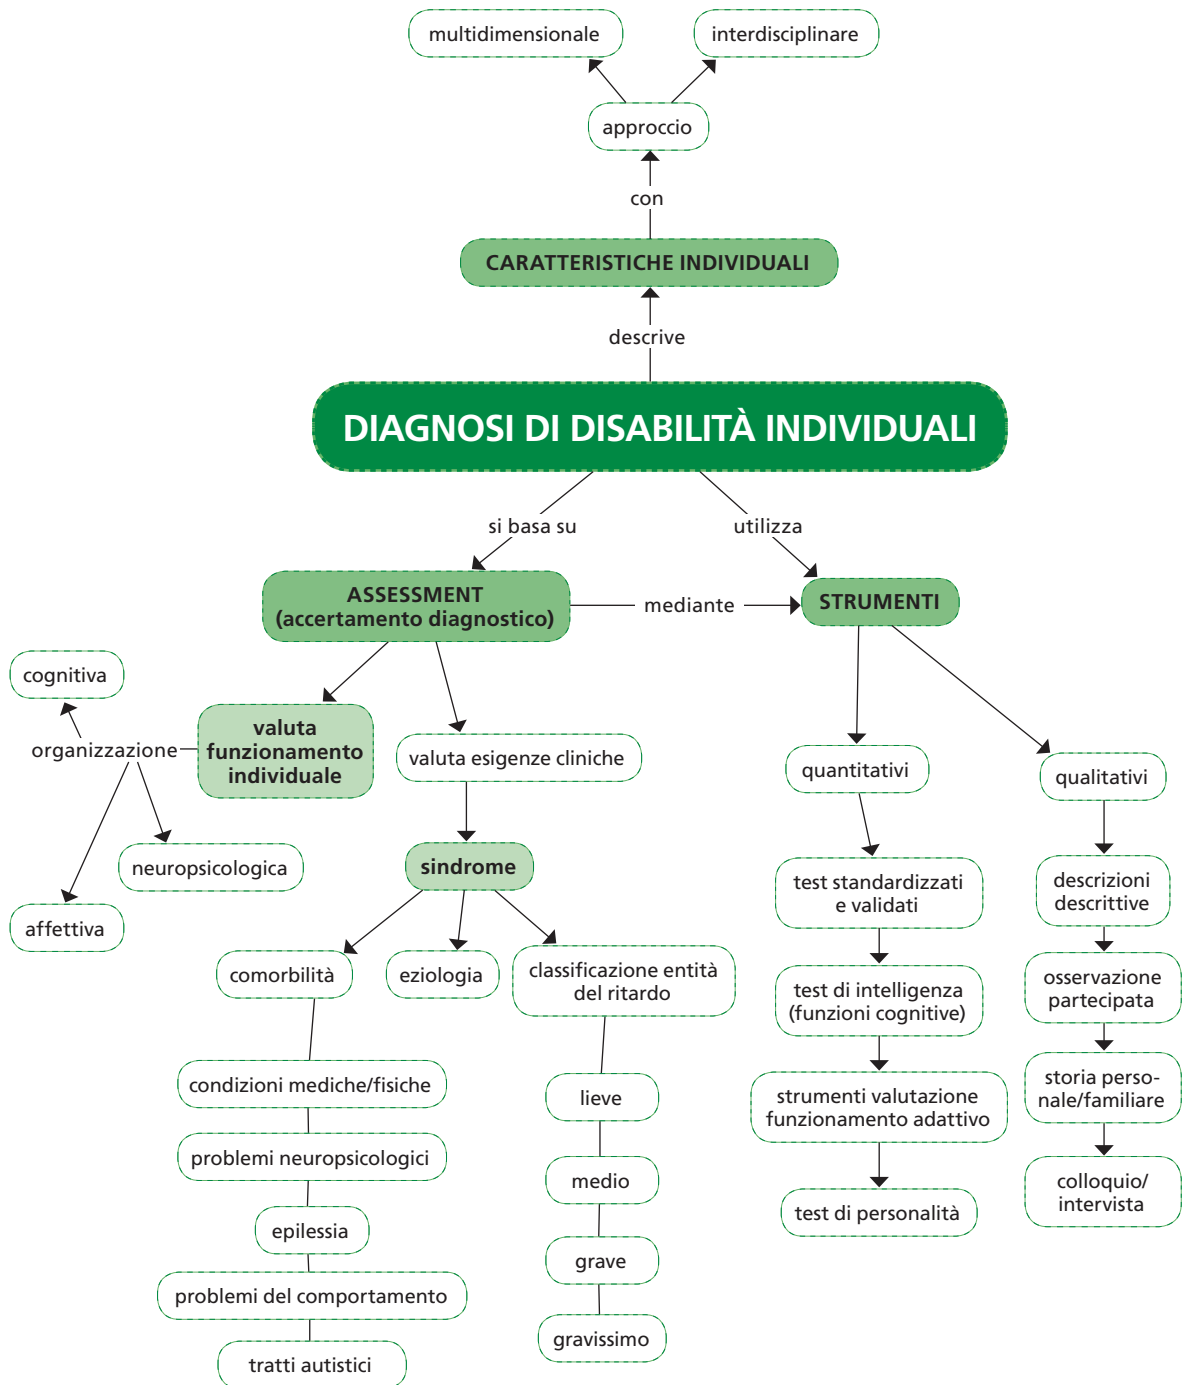 multidimensionale
interdisciplinare
approccio
con
CARATTERISTICHE INDIVIDUALI
descrive
DIAGNOSI DI DISABILITÀ INDIVIDUALI
si basa su
utilizza
ASSESSMENT
(accertamento diagnostico)
mediante
STRUMENTI
cognitiva
organizzazione
valuta
funzionamento
individuale
neuropsicologica
affettiva
valuta esigenze cliniche
sindrome
comorbilità
eziologia
classificazione entità
del ritardo
condizioni mediche/fisiche
problemi neuropsicologici
epilessia
problemi del comportamento
tratti autistici
lieve
medio
grave
gravissimo
quantitativi
test standardizzati
e validati
test di intelligenza
(funzioni cognitive)
strumenti valutazione
funzionamento adattivo
test di personalità
qualitativi
descrizioni
descrittive
osservazione
partecipata
storia perso-
nale/familiare
colloquio/
intervista